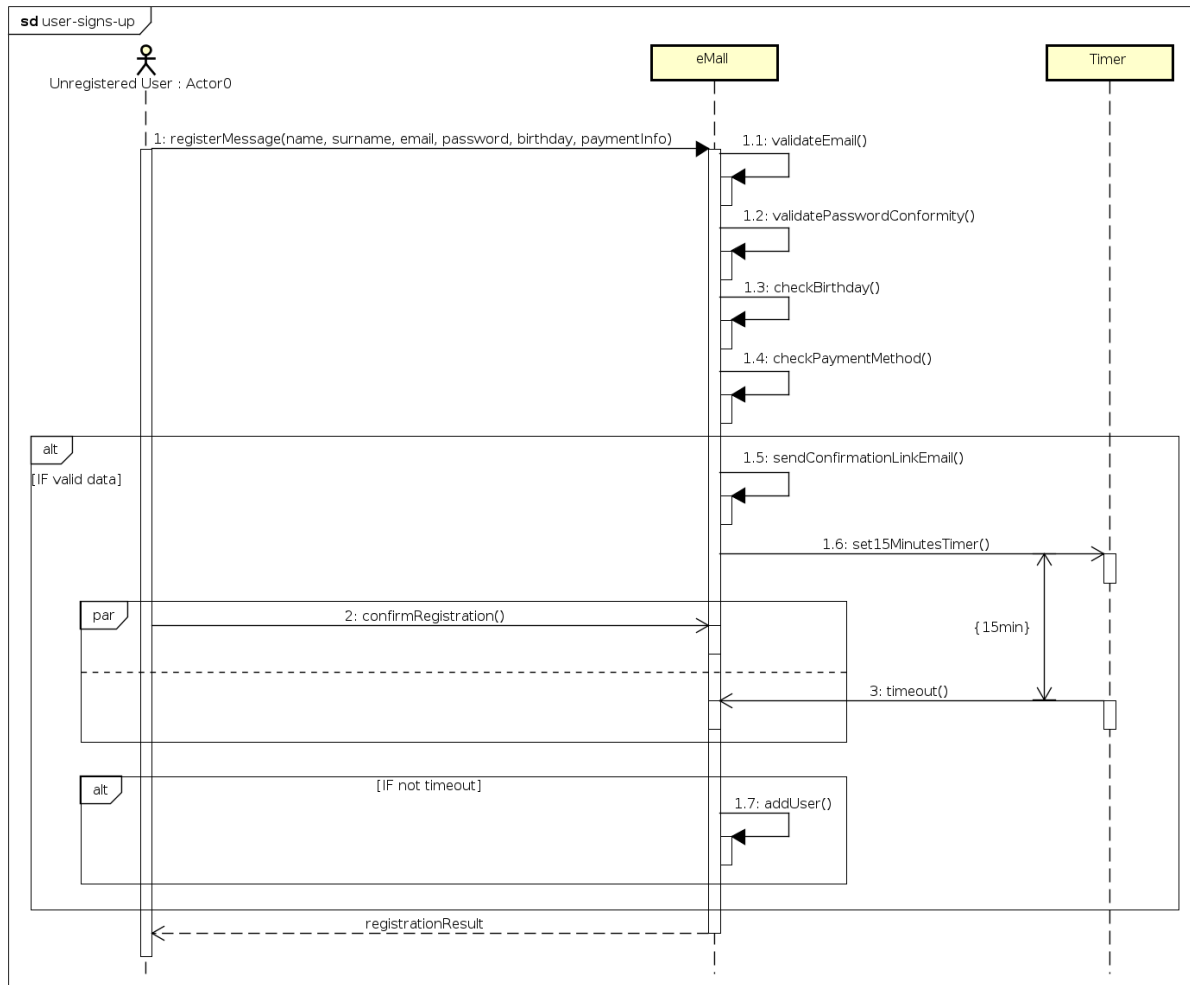 sd user-signs-up
Unregistered User : Actor0
eMall
Timer
1: registerMessage(name, surname, email, password, birthday, paymentInfo)
1.1: validateEmail()
1.2: validatePasswordConformity()
1.3: checkBirthday()
1.4: checkPaymentMethod()
alt
[IF valid data]
1.5: sendConfirmationLinkEmail()
1.6: set15MinutesTimer()
par
2: confirmRegistration()
{15min}
3: timeout()
alt
[IF not timeout]
1.7: addUser()
registrationResult